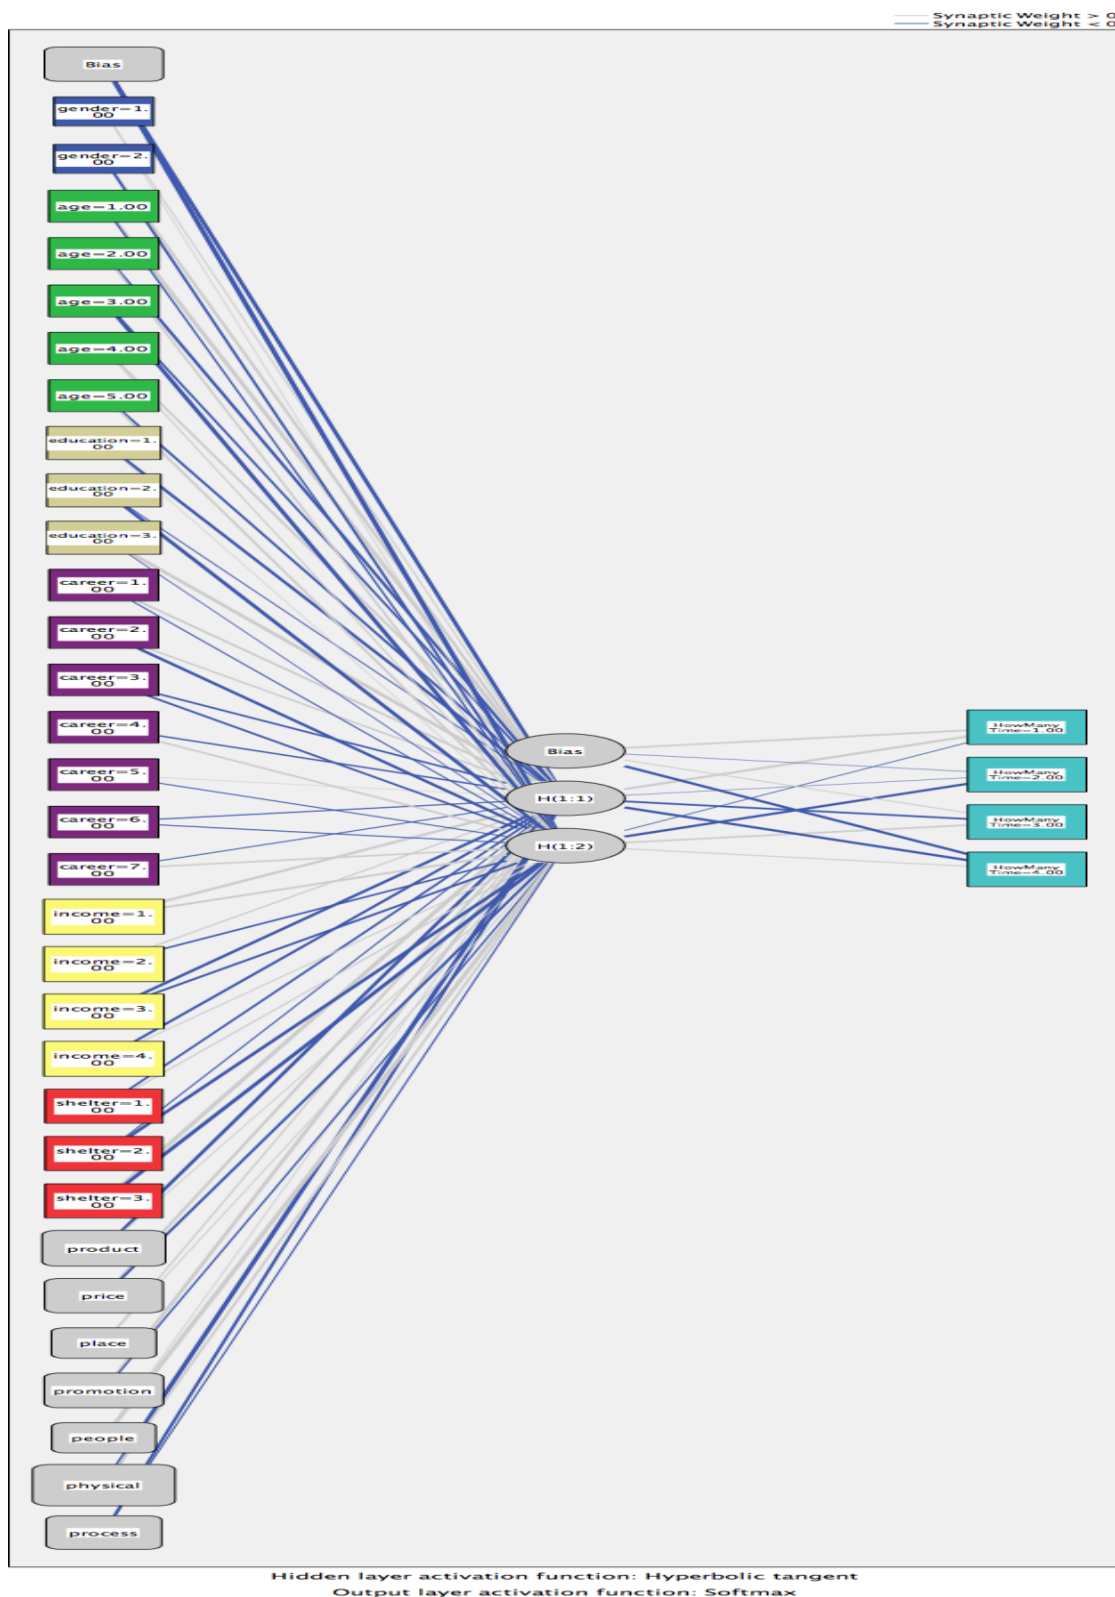 Synaptic Weight > 0
Synaptic Weight < 0
Bias
gender=1.
00
gender=2.
00
age=1.00
age=2.00
age=3.00
age=4.00
age=5.00
education=1.
00
education=2.
00
education=3.
00
career=1.
00
career=2.
00
career=3.
00
career=4.
00
career=5.
00
career=6.
00
career=7.
00
income=1.
00
income=2.
00
income=3.
00
income=4.
00
shelter=1.
00
shelter=2.
00
shelter=3.
00
product
price
place
promotion
people
physical
process
Bias
H(1:1)
H(1:2)
HowMany
Time=1.00
HowMany
Time=2.00
HowMany
Time=3.00
HowMany
Time=4.00
Hidden layer activation function: Hyperbolic tangent
Output layer activation function: Softmax